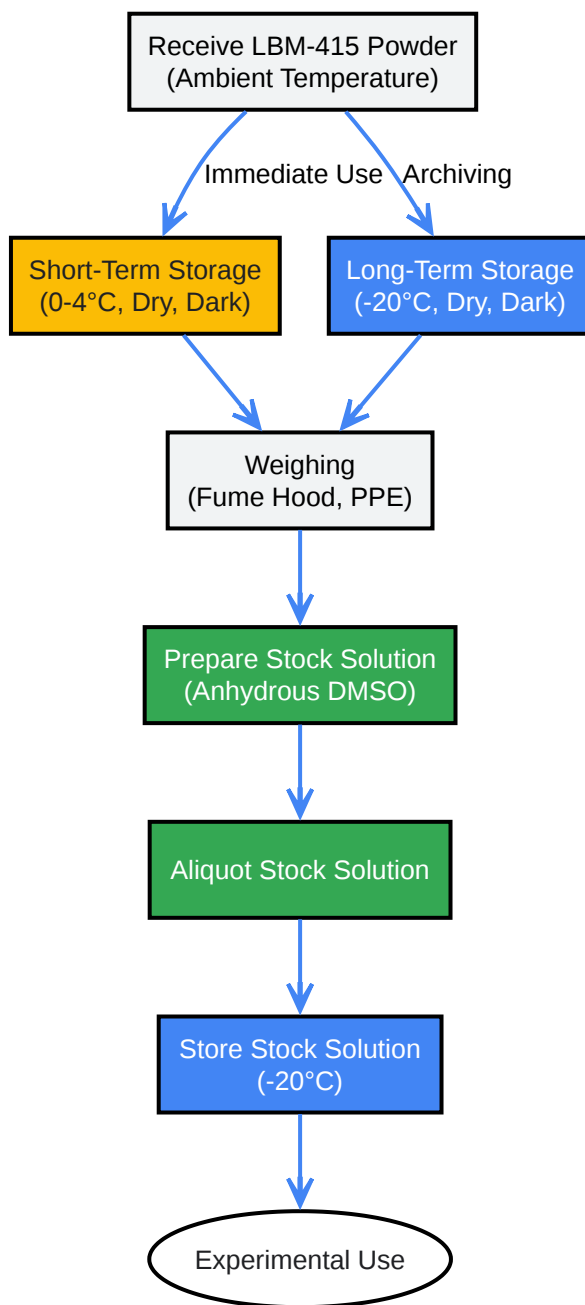 Receive LBM-415 Powder
(Ambient Temperature)
Immediate Use
Archiving
Short-Term Storage
(0-4°C, Dry, Dark)
Long-Term Storage
(-20°C, Dry, Dark)
Weighing
(Fume Hood, PPE)
Prepare Stock Solution
(Anhydrous DMSO)
Aliquot Stock Solution
Store Stock Solution
(-20°C)
Experimental Use